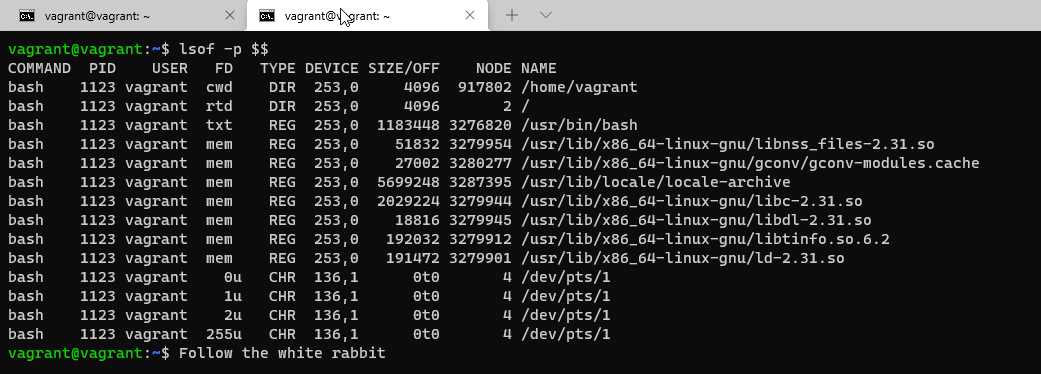 vagrant@vagrant: ~ vagrant@vagrant: ~
vagrant@vagrant:~$ lsof -p $$
COMMAND  PID    USER   FD   TYPE DEVICE SIZE/OFF    NODE NAME
bash    1123 vagrant  cwd    DIR  253,0     4096  917802 /home/vagrant
bash    1123 vagrant  rtd    DIR  253,0     4096       2 /
bash    1123 vagrant  txt    REG  253,0  1183448 3276820 /usr/bin/bash
bash    1123 vagrant  mem    REG  253,0    51832 3279954 /usr/lib/x86_64-linux-gnu/libnss_files-2.31.so
bash    1123 vagrant  mem    REG  253,0    27002 3280277 /usr/lib/x86_64-linux-gnu/gconv/gconv-modules.cache
bash    1123 vagrant  mem    REG  253,0  5699248 3287395 /usr/lib/locale/locale-archive
bash    1123 vagrant  mem    REG  253,0  2029224 3279944 /usr/lib/x86_64-linux-gnu/libc-2.31.so
bash    1123 vagrant  mem    REG  253,0    18816 3279945 /usr/lib/x86_64-linux-gnu/libdl-2.31.so
bash    1123 vagrant  mem    REG  253,0   192032 3279912 /usr/lib/x86_64-linux-gnu/libtinfo.so.6.2
bash    1123 vagrant  mem    REG  253,0   191472 3279901 /usr/lib/x86_64-linux-gnu/ld-2.31.so
bash    1123 vagrant    0u   CHR  136,1      0t0       4 /dev/pts/1
bash    1123 vagrant    1u   CHR  136,1      0t0       4 /dev/pts/1
bash    1123 vagrant    2u   CHR  136,1      0t0       4 /dev/pts/1
bash    1123 vagrant  255u   CHR  136,1      0t0       4 /dev/pts/1
vagrant@vagrant:~$ Follow the white rabbit